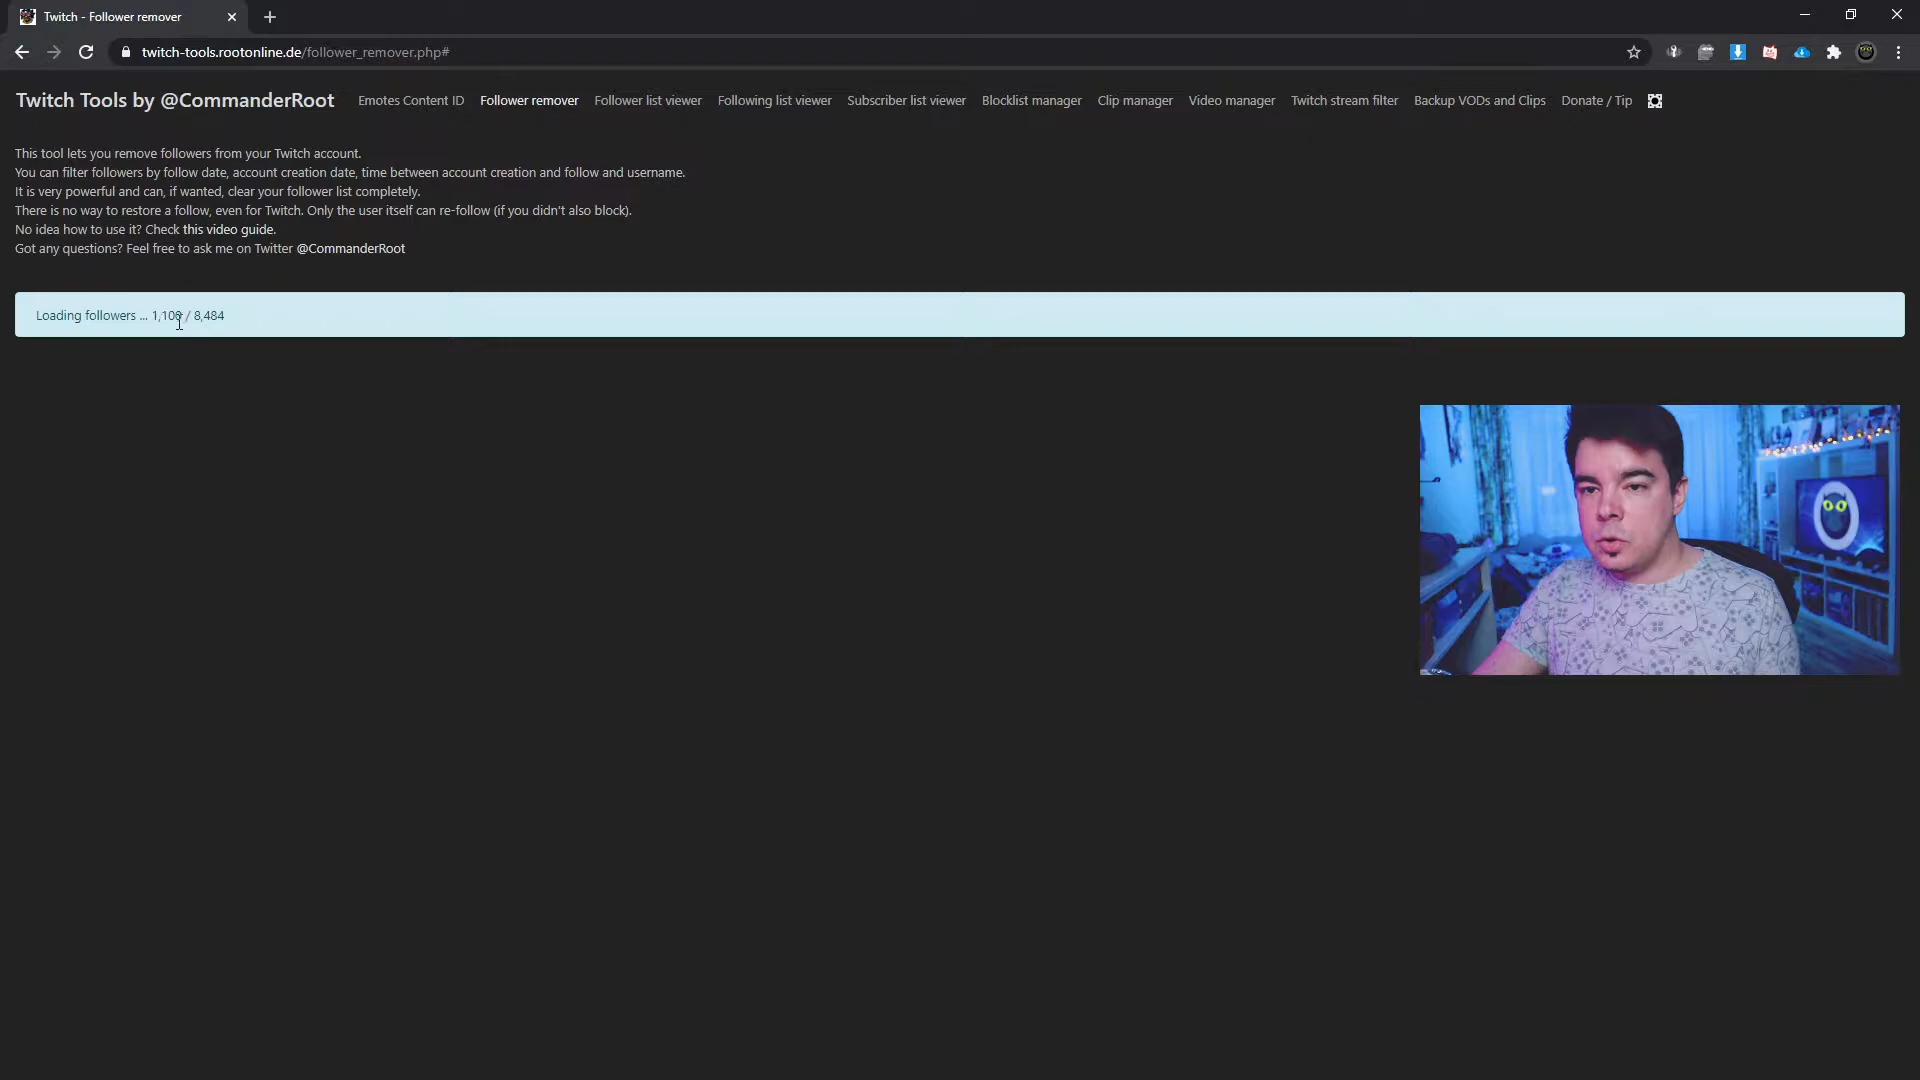 Twitch - Follower remover
twitch-tools.rootonline.de/follower_remover.php#
Twitch Tools by @CommanderRoot Emotes Content ID Follower remover Follower list viewer Following list viewer Subscriber list viewer Blocklist manager Clip manager Video manager Twitch stream filter Backup VODs and Clips Donate / Tip
This tool lets you remove followers from your Twitch account.
You can filter followers by follow date, account creation date, time between account creation and follow and username.
It is very powerful and can, if wanted, clear your follower list completely.
There is no way to restore a follow, even for Twitch. Only the user itself can re-follow (if you didn't also block).
No idea how to use it? Check this video guide.
Got any questions? Feel free to ask me on Twitter @CommanderRoot
Loading followers ... 1,100 / 8,484